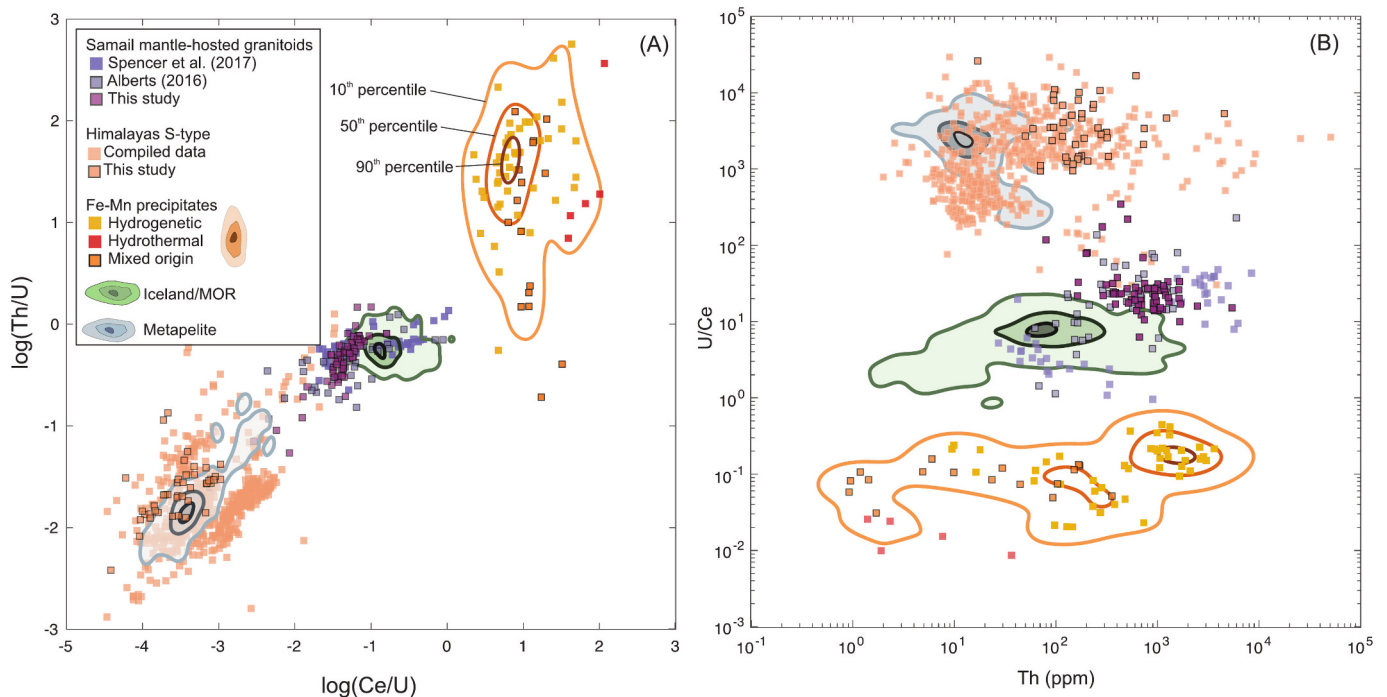 (A)
Samail mantle-hosted granitoids
Spencer et al. (2017)
Alberts (2016)
This study
Himalayas S-type
Compiled data
This study
Fe-Mn precipitates
Hydrogenetic
Hydrothermal
Mixed origin
Iceland/MOR
Metapelite
10th percentile
50th percentile
90th percentile
log(Th/U)
3
2
1
0
-1
-2
-3
-5
-4
-3
-2
-1
0
1
2
3
log(Ce/U)
(B)
U/Ce
10^5
10^4
10^3
10^2
10^1
10^0
10^-1
10^-2
10^-3
10^-1
10^0
10^1
10^2
10^3
10^4
10^5
Th (ppm)